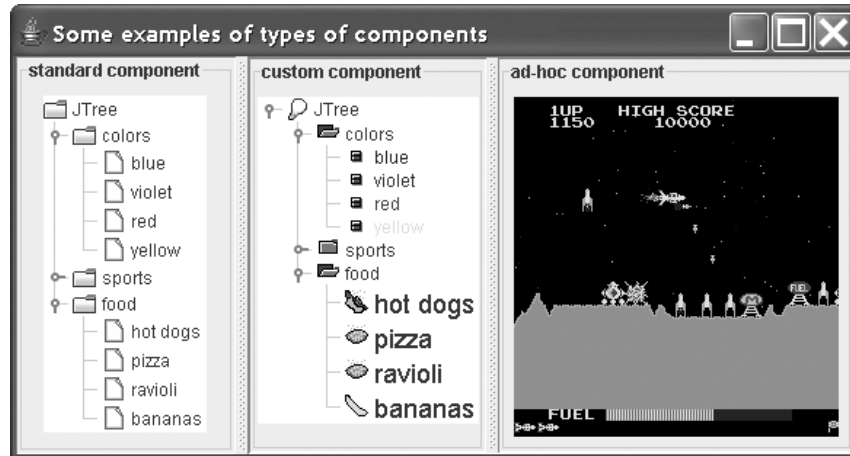 Some examples of types of components
standard component
JTree
colors
blue
violet
red
yellow
sports
food
hot dogs
pizza
ravioli
bananas
custom component
JTree
colors
blue
violet
red
yellow
sports
food
hot dogs
pizza
ravioli
bananas
ad-hoc component
1UP HIGH SCORE
1150 10000
FUEL
M
FUEL